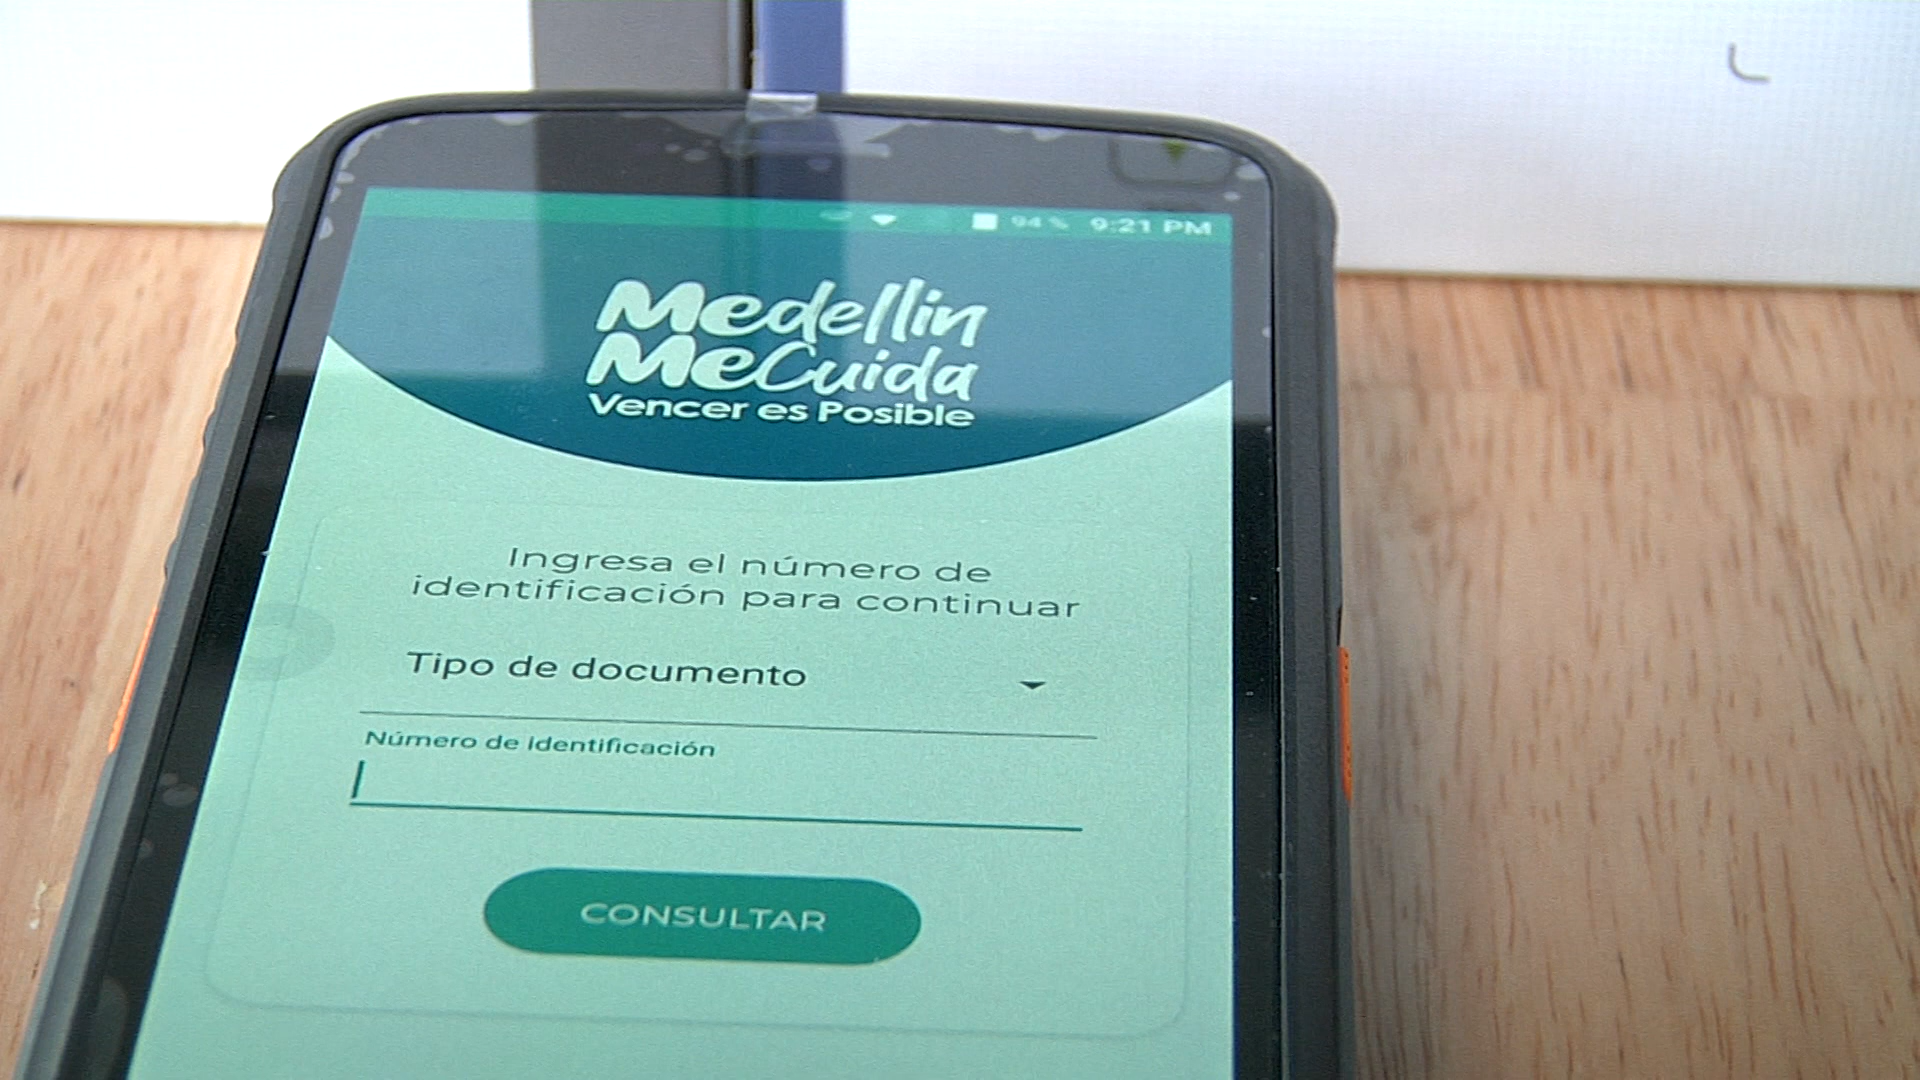 94 % 9:21 PM
Medellin
MeCuida
Vencer es Posible
Ingresa el número de
identificación para continuar
Tipo de documento
Número de identificación
CONSULTAR